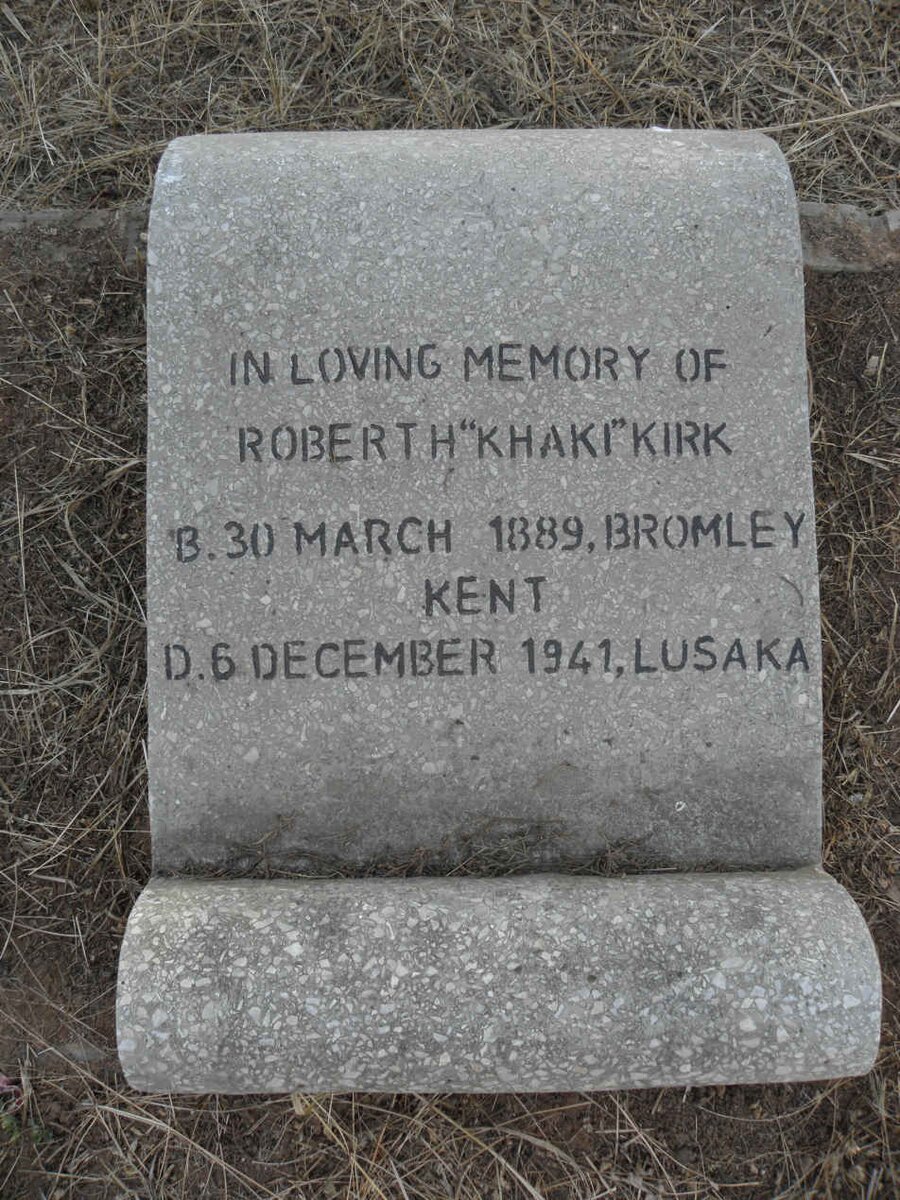 IN LOVING MEMORY OF
ROBERT H "KHAKI" KIRK
B. 30 MARCH 1889, BROMLEY
KENT
D. 6 DECEMBER 1941, LUSAKA